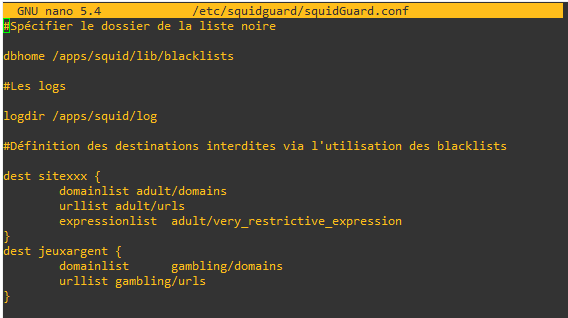 GNU nano 5.4 /etc/squidguard/squidGuard.conf
#Spécifier le dossier de la liste noire
dbhome /apps/squid/lib/blacklists
#Les logs
logdir /apps/squid/log
#Définition des destinations interdites via l'utilisation des blacklists
dest sitexxx {
domainlist adult/domains
urllist adult/urls
expressionlist adult/very_restrictive_expression
}
dest jeuxargent {
domainlist gambling/domains
urllist gambling/urls
}